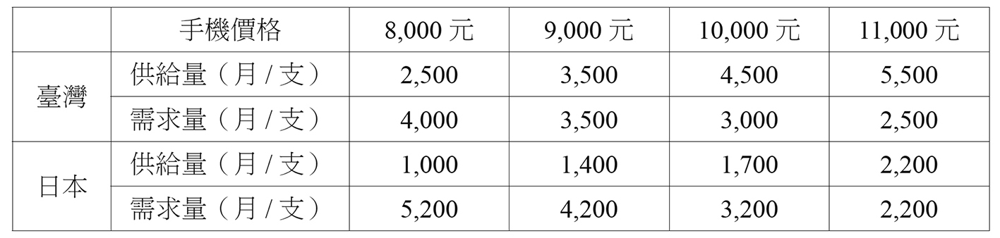 手機價格 8,000 元 9,000 元 10,000 元 11,000 元
臺灣
供給量（月 / 支） 2,500 3,500 4,500 5,500
需求量（月 / 支） 4,000 3,500 3,000 2,500
日本
供給量（月 / 支） 1,000 1,400 1,700 2,200
需求量（月 / 支） 5,200 4,200 3,200 2,200